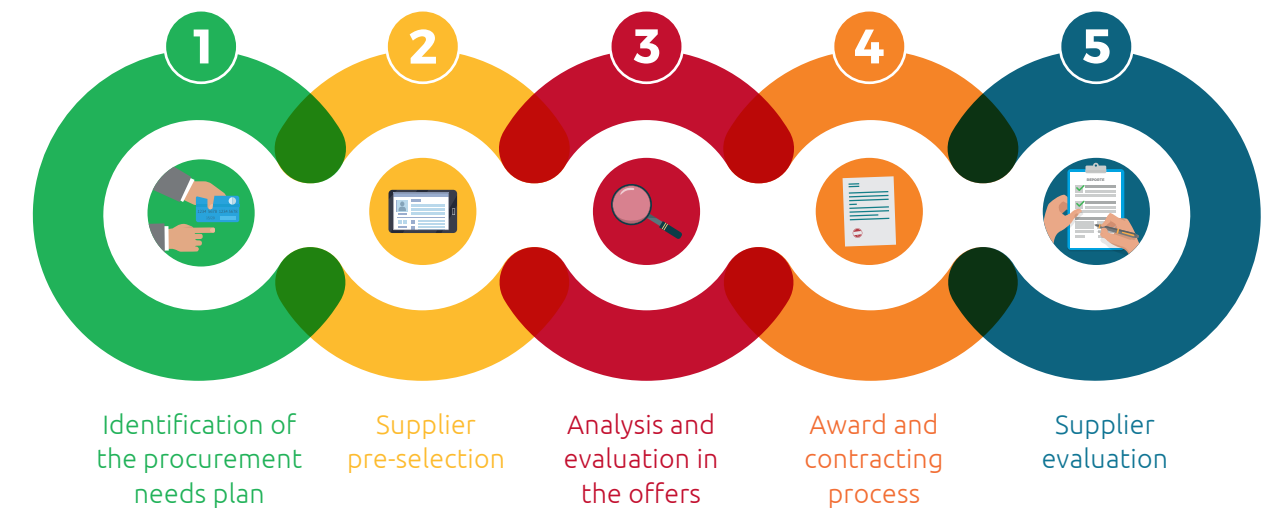 1
2
3
4
5
REPORTS
Identification of
the procurement
needs plan
Supplier
pre-selection
Analysis and
evaluation in
the offers
Award and
contracting
process
Supplier
evaluation